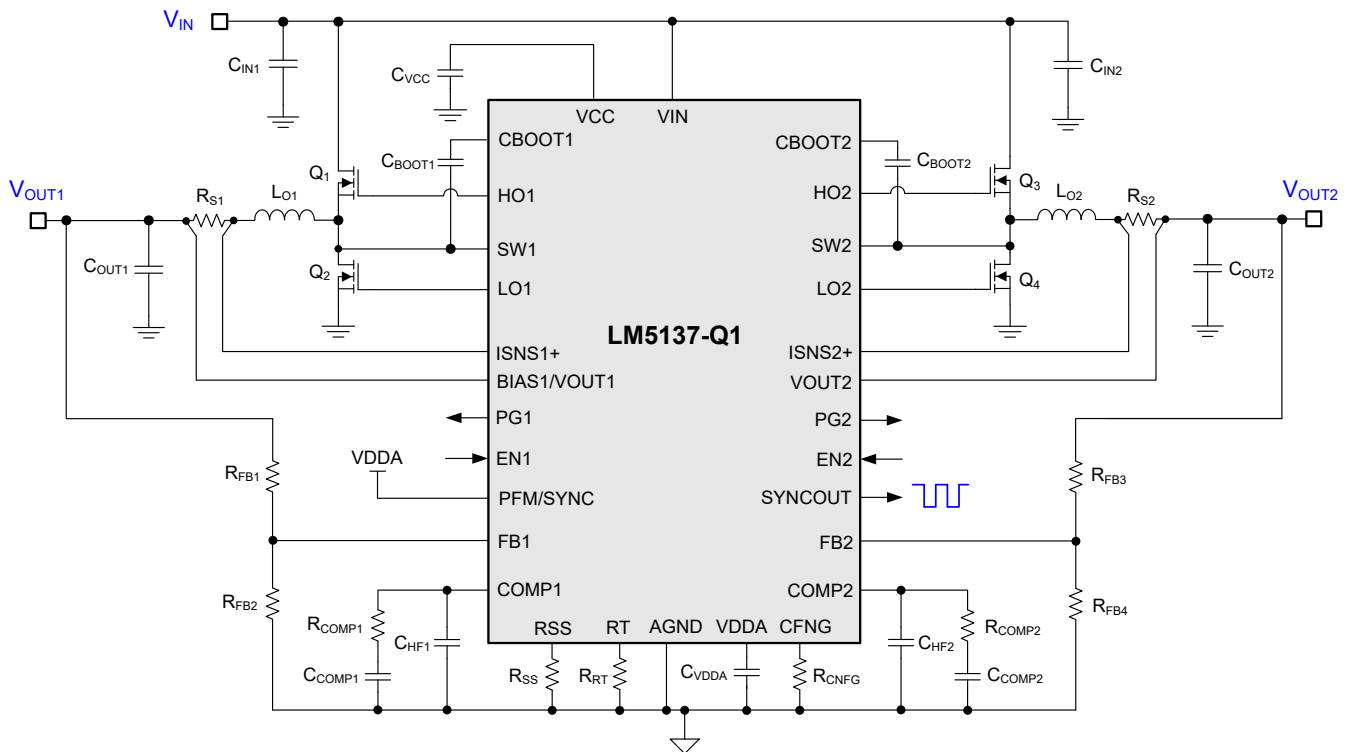 VIN
CIN1
CVCC
CIN2
VCC
VIN
CBOOT1
CBOOT2
CBOOT1
CBOOT2
Q1
HO1
HO2
Q3
VOUT1
RS1
LO1
LO2
RS2
VOUT2
SW1
SW2
COUT1
Q2
LO1
LO2
Q4
COUT2
LM5137-Q1
ISNS1+
ISNS2+
BIAS1/VOUT1
VOUT2
PG1
PG2
VDDA
EN1
EN2
RFB1
PFM/SYNC
SYNCOUT
RFB3
FB1
FB2
COMP1
COMP2
RFB2
RCOMP1
CHF1
CCOMP1
RSS
RT
AGND
VDDA
CFNG
CHF2
RCOMP2
CCOMP2
RFB4
RSS
RRT
CVDDA
RCNFG